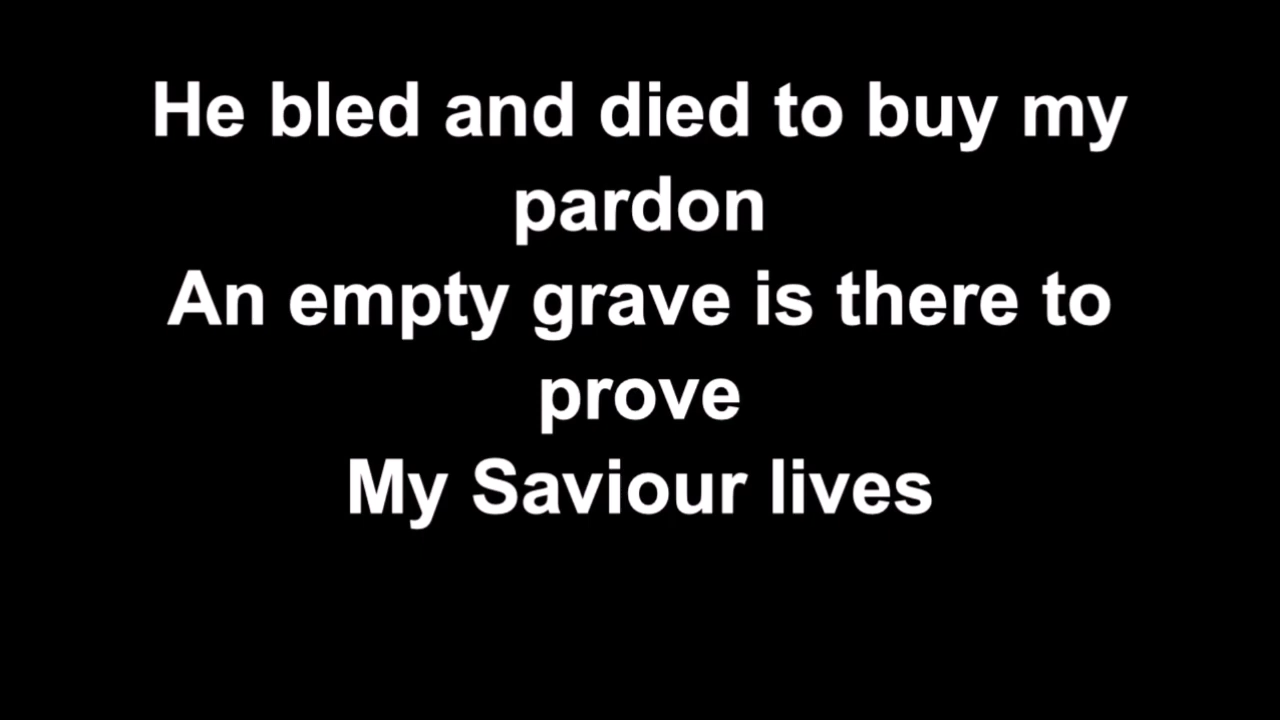 He bled and died to buy my
pardon
An empty grave is there to
prove
My Saviour lives